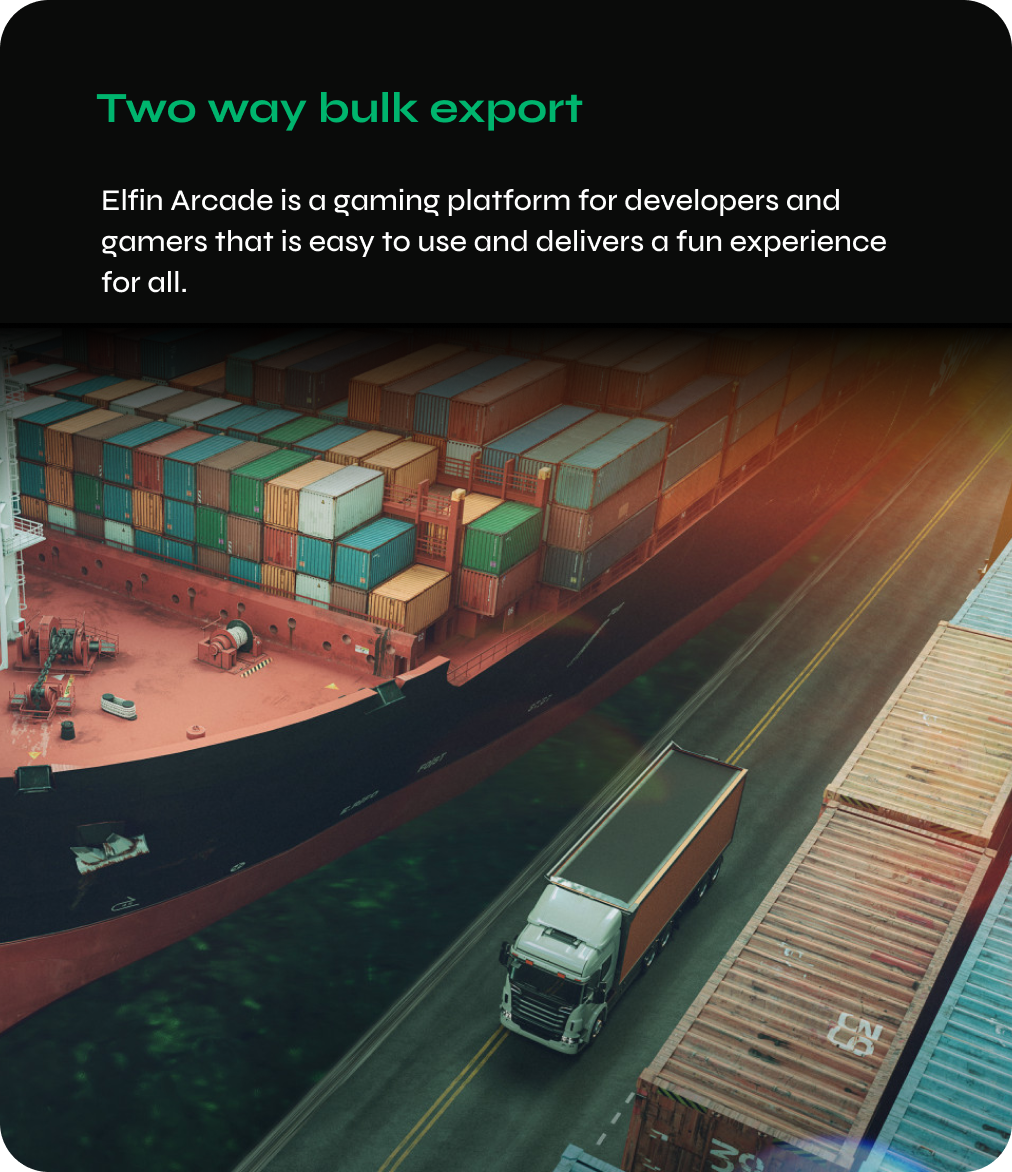 Two way bulk export
Elfin Arcade is a gaming platform for developers and
gamers that is easy to use and delivers a fun experience
for all.